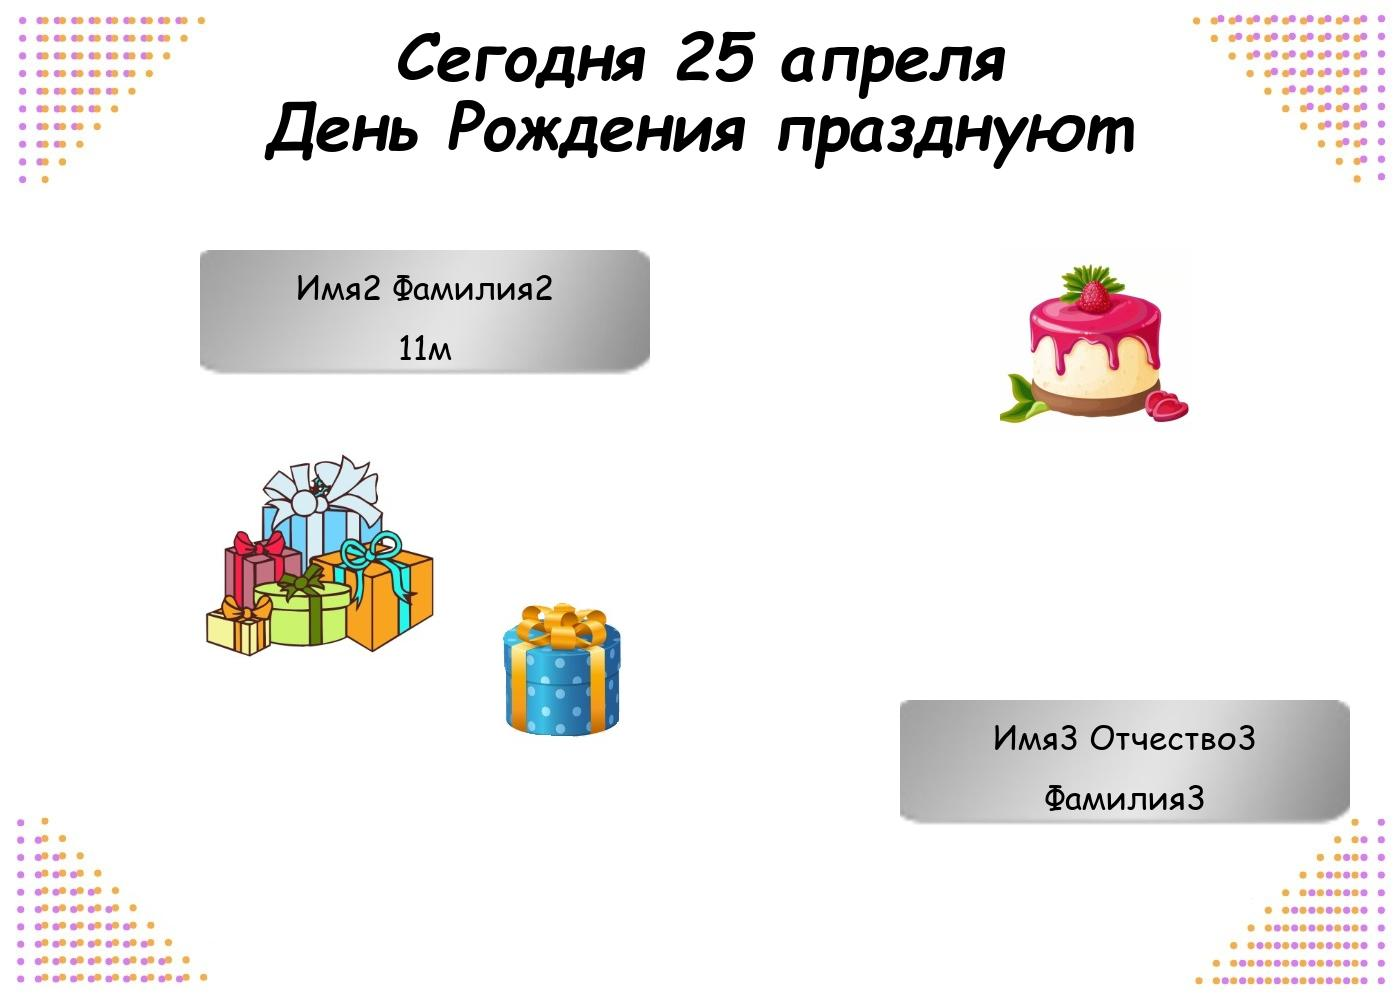 Сегодня 25 апреля
День Рождения празднуют
Имя2 Фамилия2
11м
Имя3 Отчество3
Фамилия3